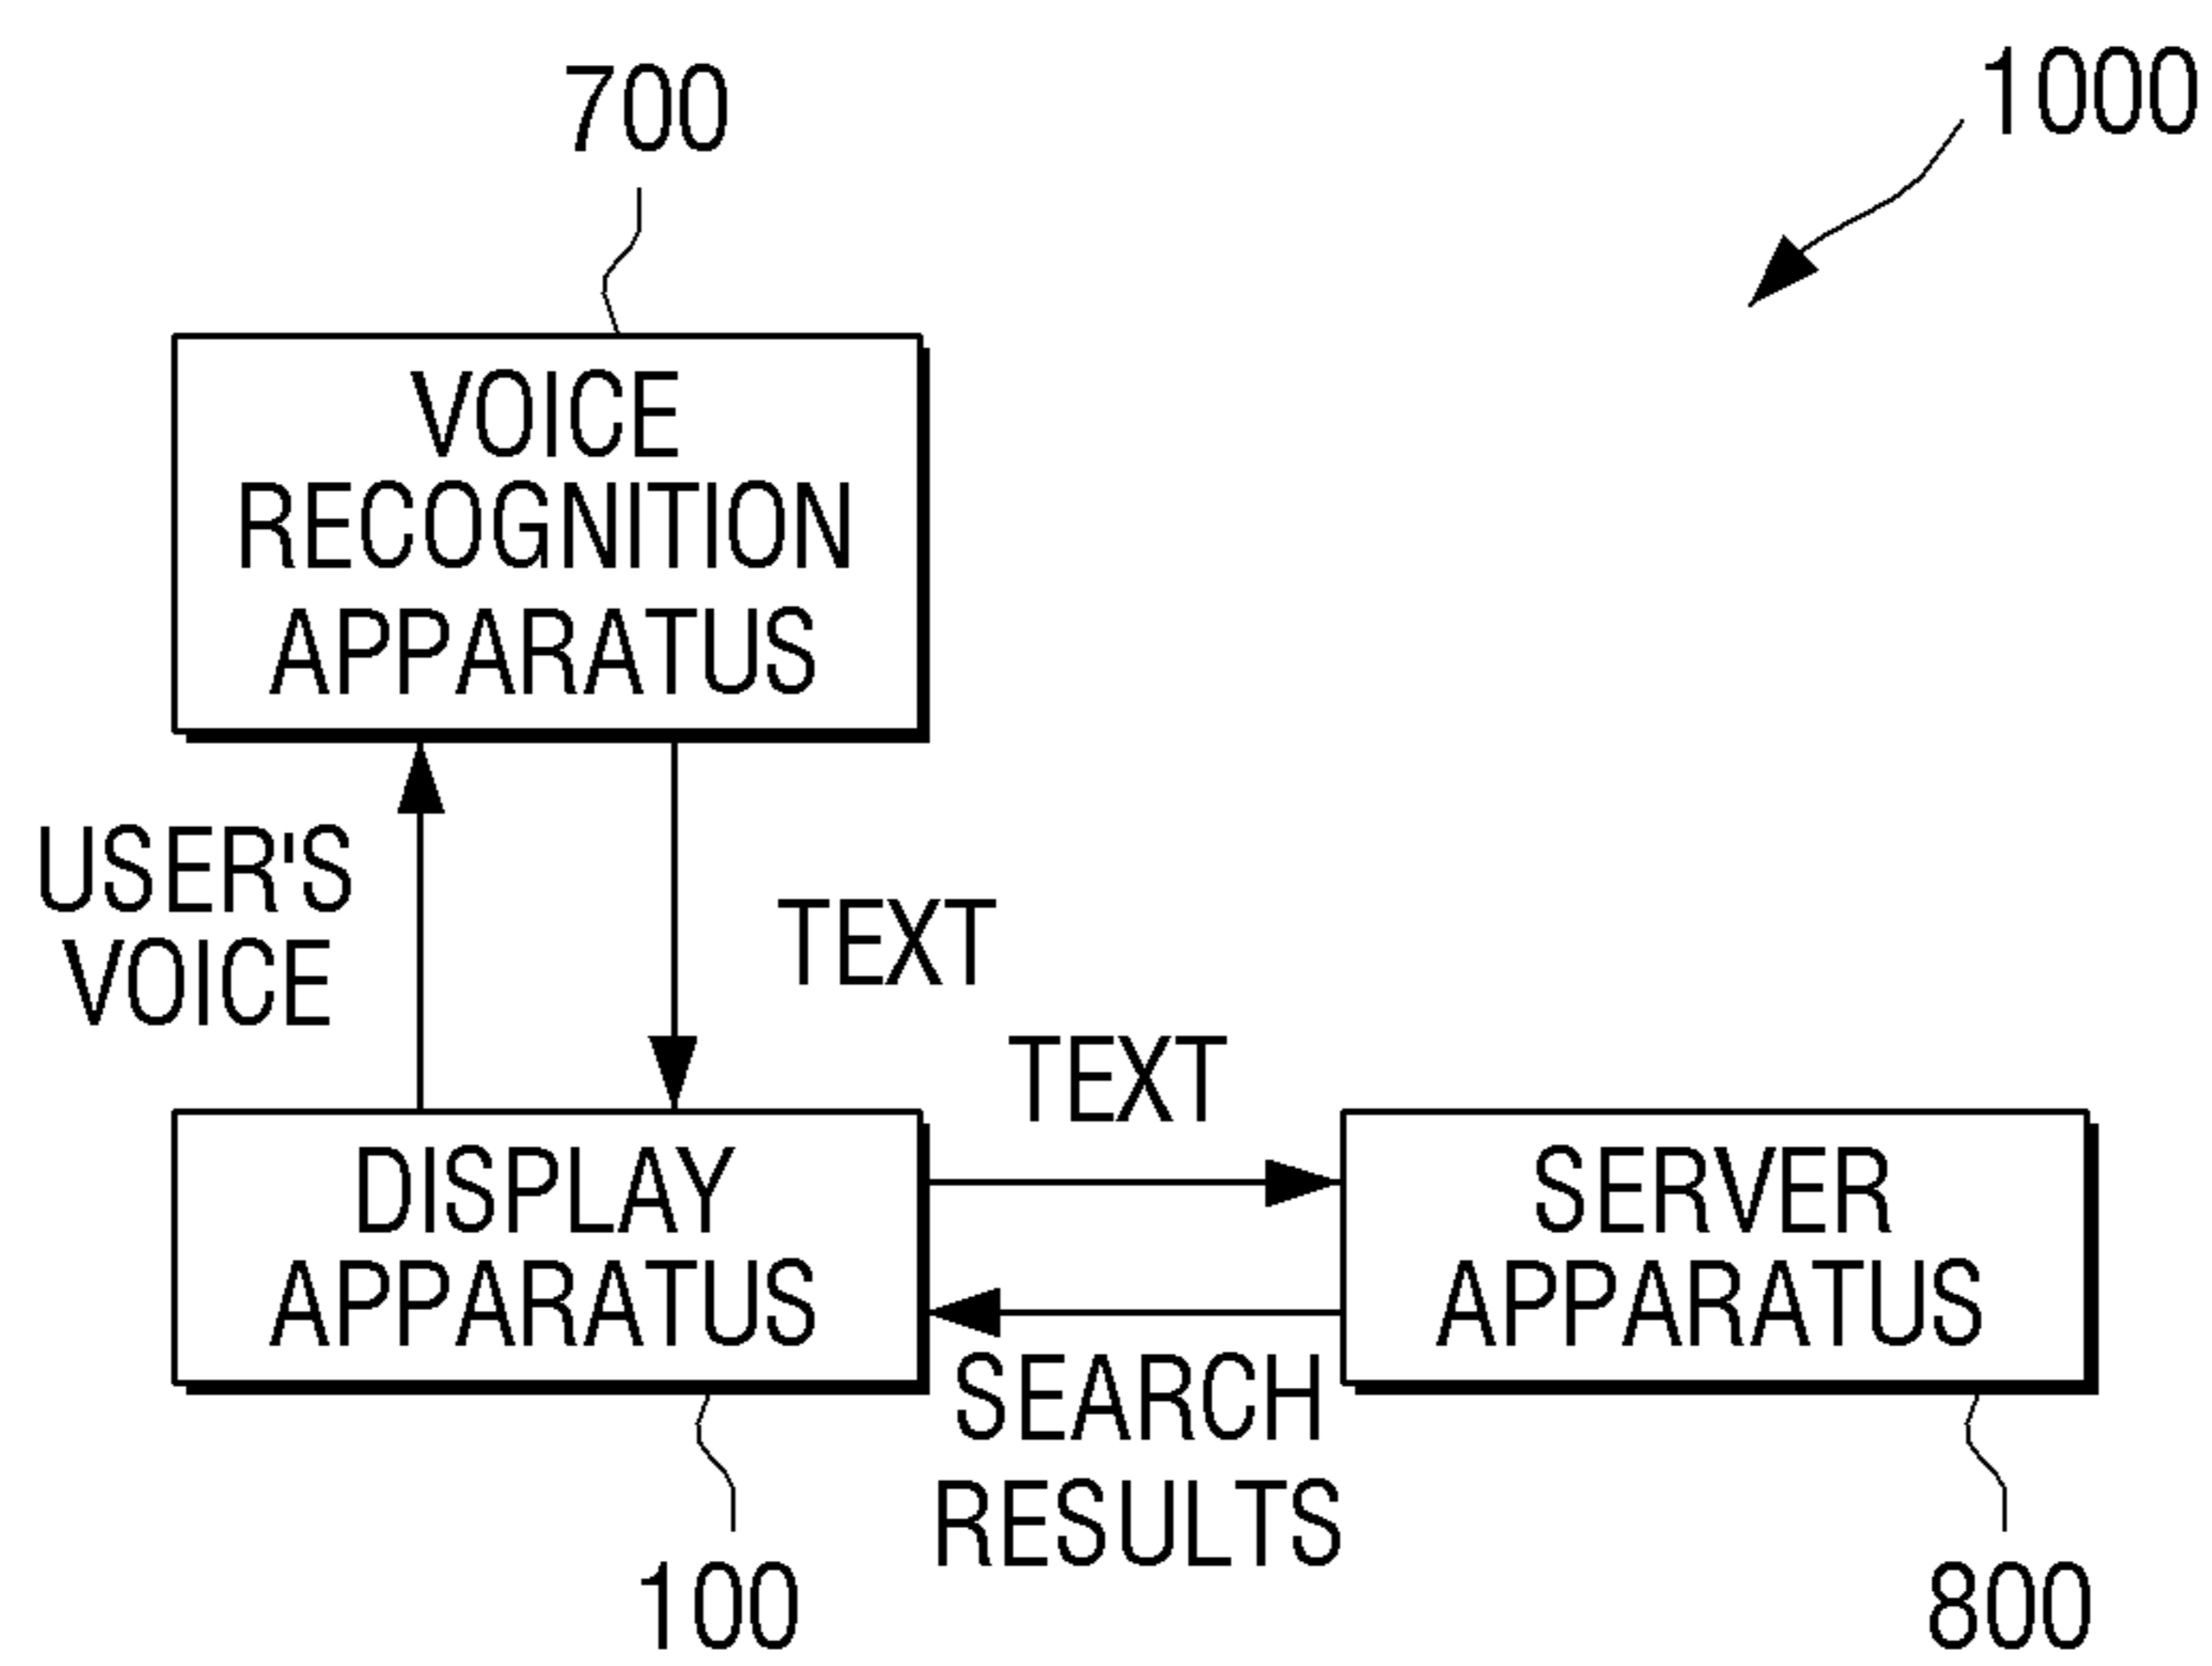 700
1000
VOICE
RECOGNITION
APPARATUS
USER'S
VOICE
TEXT
TEXT
DISPLAY
APPARATUS
SERVER
APPARATUS
SEARCH
RESULTS
100
800